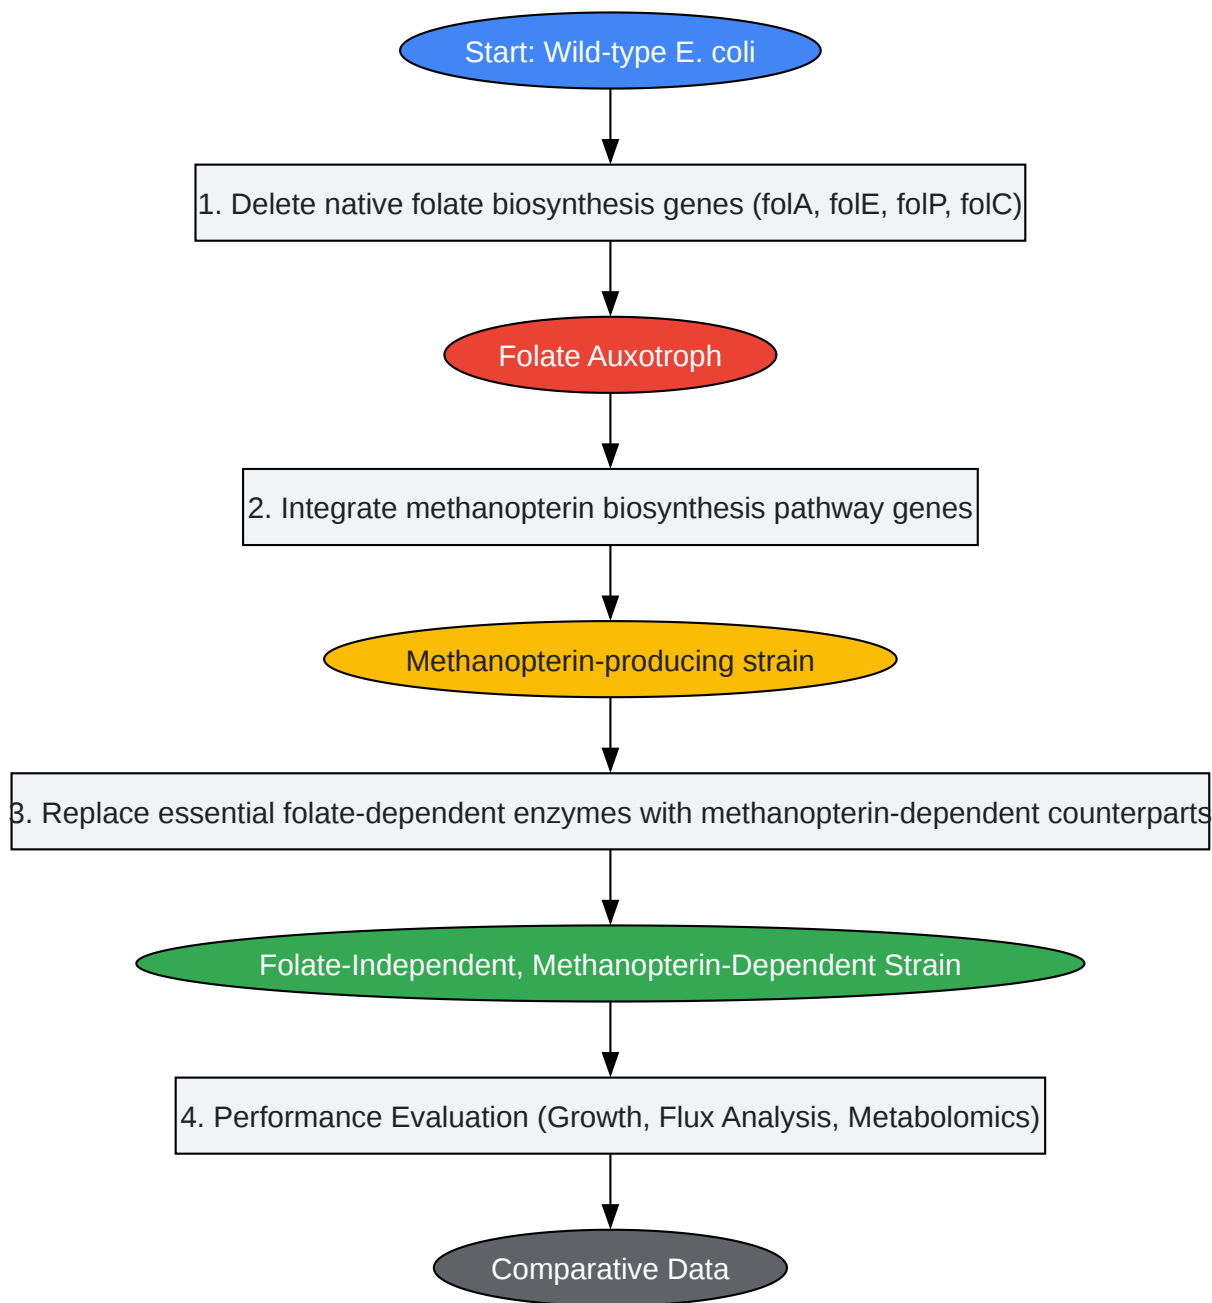 Start: Wild-type E. coli
1. Delete native folate biosynthesis genes (folA, folE, folP, folC)
Folate Auxotroph
2. Integrate methanopterin biosynthesis pathway genes
Methanopterin-producing strain
3. Replace essential folate-dependent enzymes with methanopterin-dependent counterparts
Folate-Independent, Methanopterin-Dependent Strain
4. Performance Evaluation (Growth, Flux Analysis, Metabolomics)
Comparative Data